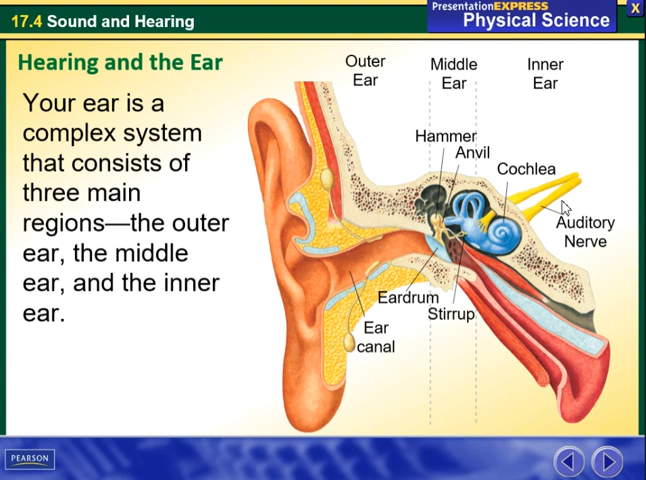 17.4 Sound and Hearing
PresentationEXPRESS
Physical Science
X
Hearing and the Ear
Your ear is a
complex system
that consists of
three main
regions—the outer
ear, the middle
ear, and the inner
ear.
Outer
Ear
Middle
Ear
Inner
Ear
Hammer
Anvil
Cochlea
Auditory
Nerve
Eardrum
Stirrup
Ear
canal
PEARSON